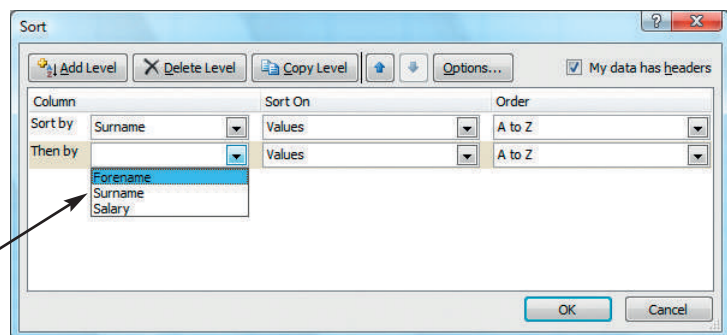 Sort
Add Level Delete Level Copy Level Options... My data has headers
Column Sort On Order
Sort by Surname Values A to Z
Then by Values A to Z
Forename
Surname
Salary
OK Cancel